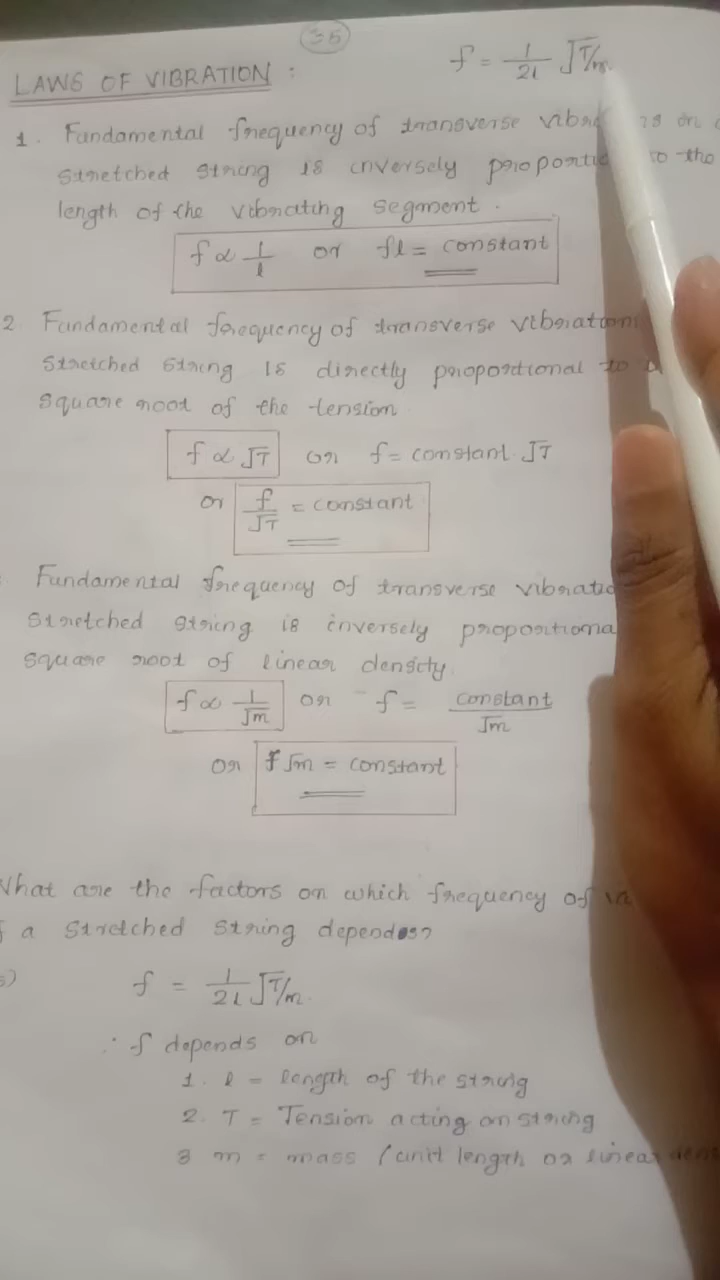 36
LAWS OF VIBRATION :
f = 1/2l √T/m
1. Fundamental frequency of transverse in
stretched string is inversely to the
length of the vibrating segment.
f ∝ 1/l or fl = constant
2. Fundamental frequency of transverse vibration
stretched string is directly proportional to
square root of the tension
f ∝ √T or f = constant √T
or f/√T = constant
Fundamental frequency of transverse
stretched string is inversely
square root of linear density.
f ∝ 1/√m or f = constant/√m
or f√m = constant
What are the factors on which frequency of
a stretched string depends?
f = 1/2l √T/m.
∴ f depends on
1. l = length of the string
2. T = Tension acting on string
3 m = mass / unit length or linear